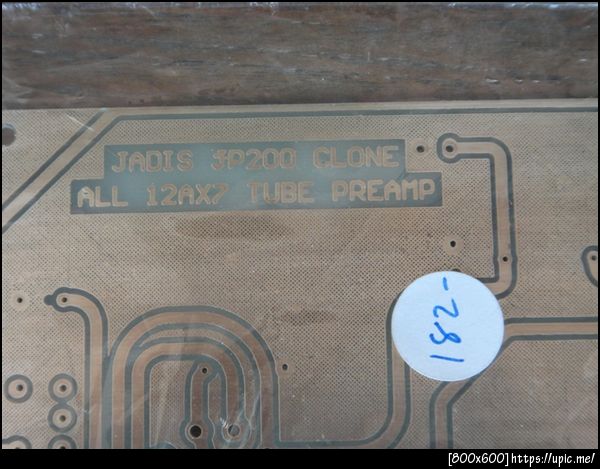 JADIS JP200 CLONE
ALL 12AX7 TUBE PREAMP
182-
[800x600]https://upic.me/